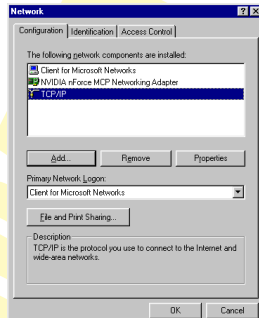 Network
Configuration Identification Access Control
The following network components are installed:
Client for Microsoft Networks
NVIDIA nForce MCP Networking Adapter
TCP/IP
Add...
Remove
Properties
Primary Network Logon:
Client for Microsoft Networks
File and Print Sharing...
Description
TCP/IP is the protocol you use to connect to the Internet and
wide-area networks.
OK
Cancel